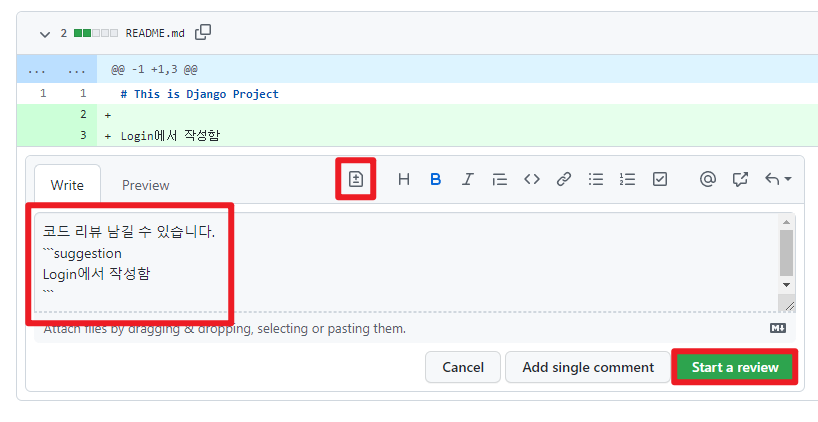 2 README.md
... ... @@ -1 +1,3 @@
1 1 # This is Django Project
2 +
3 + Login에서 작성함
Write Preview
코드 리뷰 남길 수 있습니다.
```suggestion
Login에서 작성함
```
Attach files by dragging & dropping, selecting or pasting them.
Cancel Add single comment Start a review